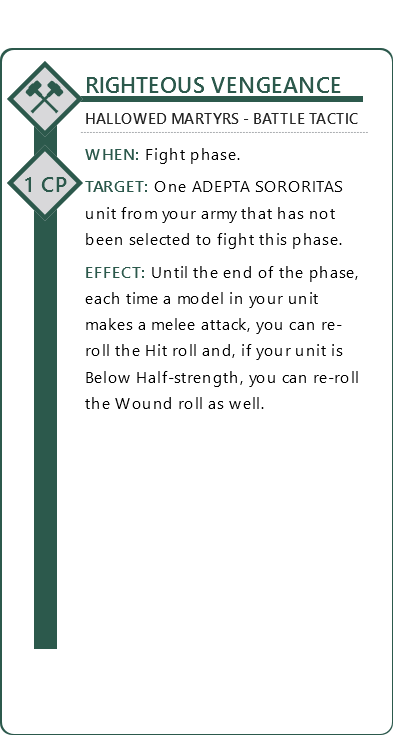 RIGHTEOUS VENGEANCE
HALLOWED MARTYRS - BATTLE TACTIC
WHEN: Fight phase.
1 CP
TARGET: One ADEPTA SORORITAS
unit from your army that has not
been selected to fight this phase.
EFFECT: Until the end of the phase,
each time a model in your unit
makes a melee attack, you can re-
roll the Hit roll and, if your unit is
Below Half-strength, you can re-roll
the Wound roll as well.